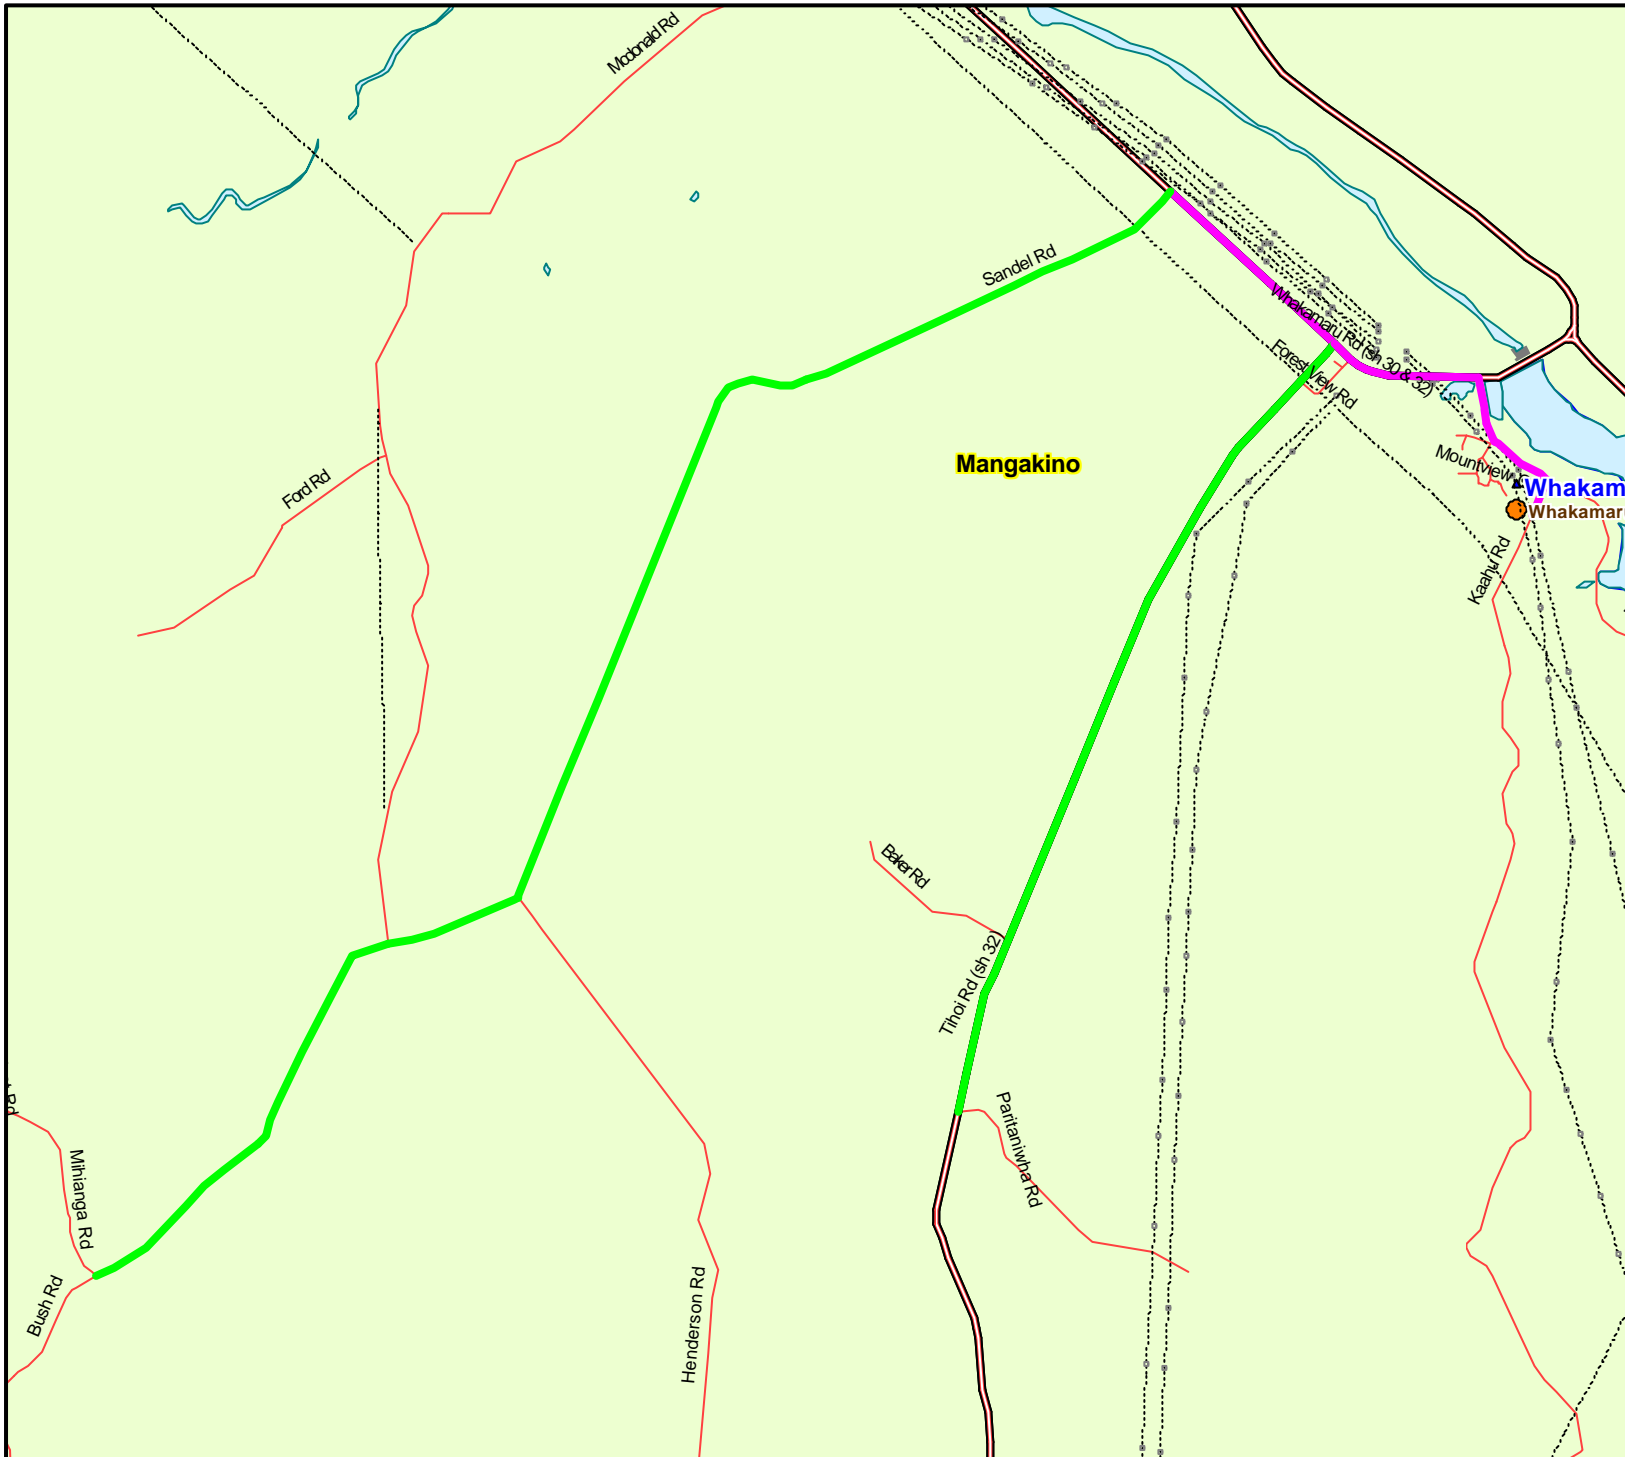 Mcdonald Rd
Sandel Rd
Whakamaru Rd (sh 30 & 32)
Forest View Rd
Mangakino
Mountview
Whakam
Whakamaru
Ford Rd
Kaahu Rd
Baker Rd
Tihoi Rd (sh 32)
Paritaniwha Rd
Rd
Mihianga Rd
Bush Rd
Henderson Rd